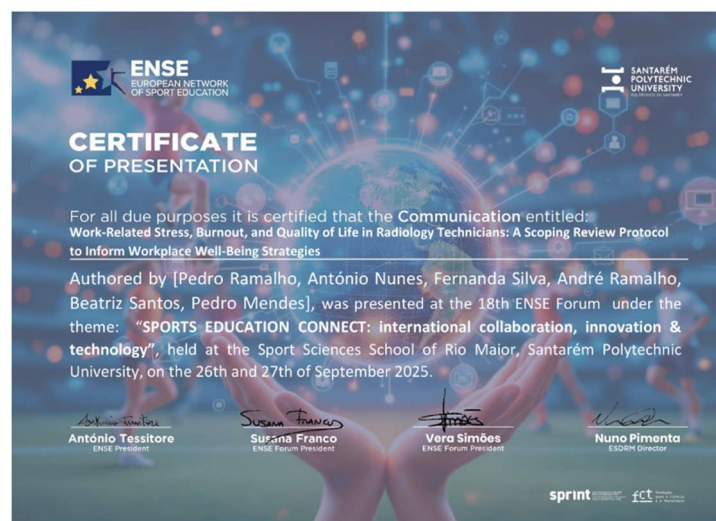 ENSE
EUROPEAN NETWORK
OF SPORT EDUCATION
SANTARÉM
POLYTECHNIC
UNIVERSITY
CERTIFICATE
OF PRESENTATION
For all due purposes it is certified that the Communication entitled:
Work-Related Stress, Burnout, and Quality of Life in Radiology Technicians: A Scoping Review Protocol
to Inform Workplace Well-Being Strategies
Authored by [Pedro Ramalho, António Nunes, Fernanda Silva, André Ramalho,
Beatriz Santos, Pedro Mendes], was presented at the 18th ENSE Forum under the
theme: “SPORTS EDUCATION CONNECT: international collaboration, innovation &
technology”, held at the Sport Sciences School of Rio Maior, Santarém Polytechnic
University, on the 26th and 27th of September 2025.
António Tessitore
ENSE President
Susana Franco
Susana Franco
ENSE Forum President
Vera Simões
ENSE Forum President
Nuno Pimenta
ESDRM Director
sprint
fct